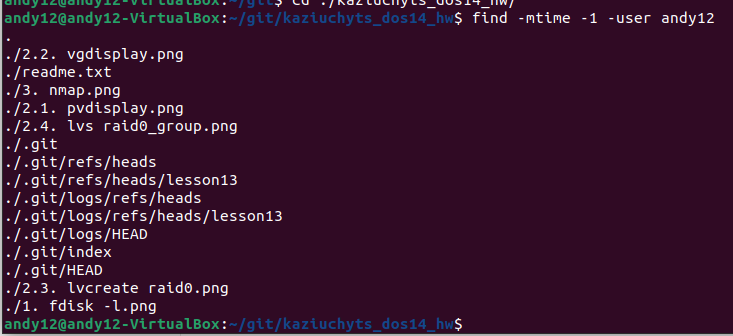 andy12@andy12-VirtualBox:~/git$ cd ./kaziuchyts_dos14_hw/
andy12@andy12-VirtualBox:~/git/kaziuchyts_dos14_hw$ find -mtime -1 -user andy12
.
./2.2. vgdisplay.png
./readme.txt
./3. nmap.png
./2.1. pvdisplay.png
./2.4. lvs raid0_group.png
./.git
./.git/refs/heads
./.git/refs/heads/lesson13
./.git/logs/refs/heads
./.git/logs/refs/heads/lesson13
./.git/logs/HEAD
./.git/index
./.git/HEAD
./2.3. lvcreate raid0.png
./1. fdisk -l.png
andy12@andy12-VirtualBox:~/git/kaziuchyts_dos14_hw$